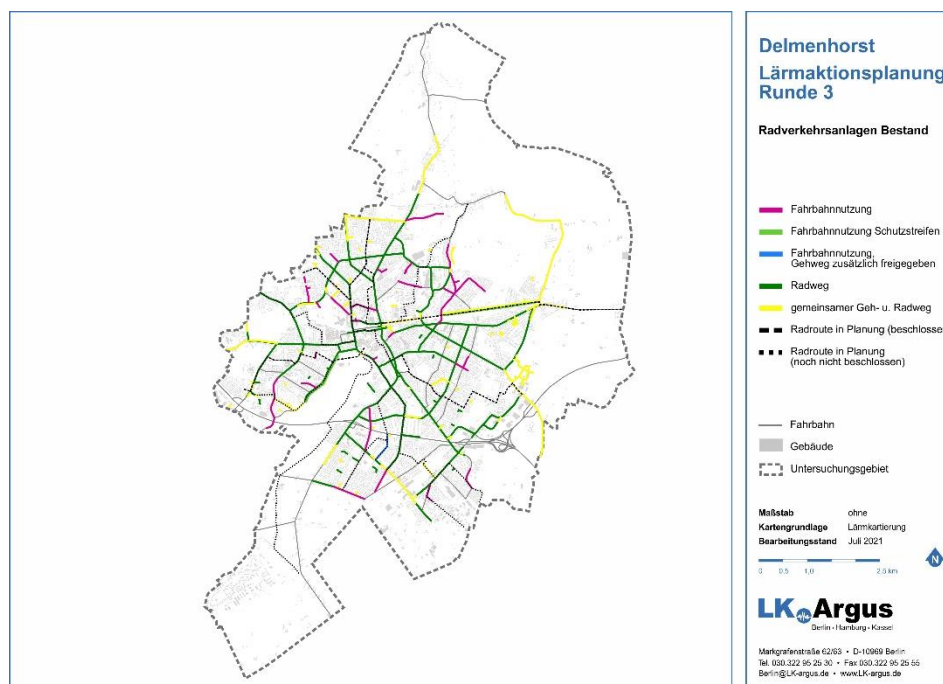 Delmenhorst
Lärmaktionsplanung
Runde 3
Radverkehrsanlagen Bestand
Fahrbahnnutzung
Fahrbahnnutzung Schutzstreifen
Fahrbahnnutzung,
Gehweg zusätzlich freigegeben
Radweg
gemeinsamer Geh- u. Radweg
Radroute in Planung (beschlosse
Radroute in Planung
(noch nicht beschlossen)
Fahrbahn
Gebäude
Untersuchungsgebiet
Maßstab ohne
Kartengrundlage Lärmkartierung
Bearbeitungsstand Juli 2021
N
0 0.5 1.0 2.0 km
LK Argus
Berlin • Hamburg • Kassel
Markgrafenstraße 62/63 • D-10969 Berlin
Tel. 030.322 95 25 30 • Fax 030.322 95 25 55
Berlin@LK-argus.de • www.LK-argus.de